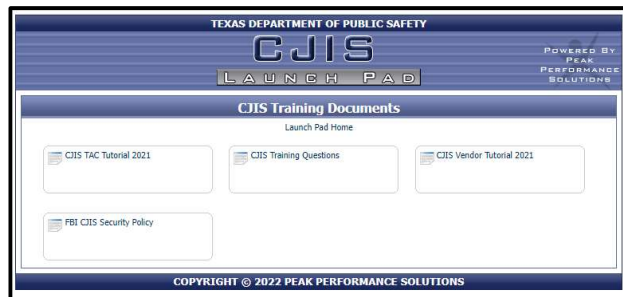 TEXAS DEPARTMENT OF PUBLIC SAFETY
CJIS
LAUNCH PAD
POWERED BY
PEAK
PERFORMANCE
SOLUTIONS
CJIS Training Documents
Launch Pad Home
CJIS TAC Tutorial 2021
CJIS Training Questions
CJIS Vendor Tutorial 2021
FBI CJIS Security Policy
COPYRIGHT © 2022 PEAK PERFORMANCE SOLUTIONS